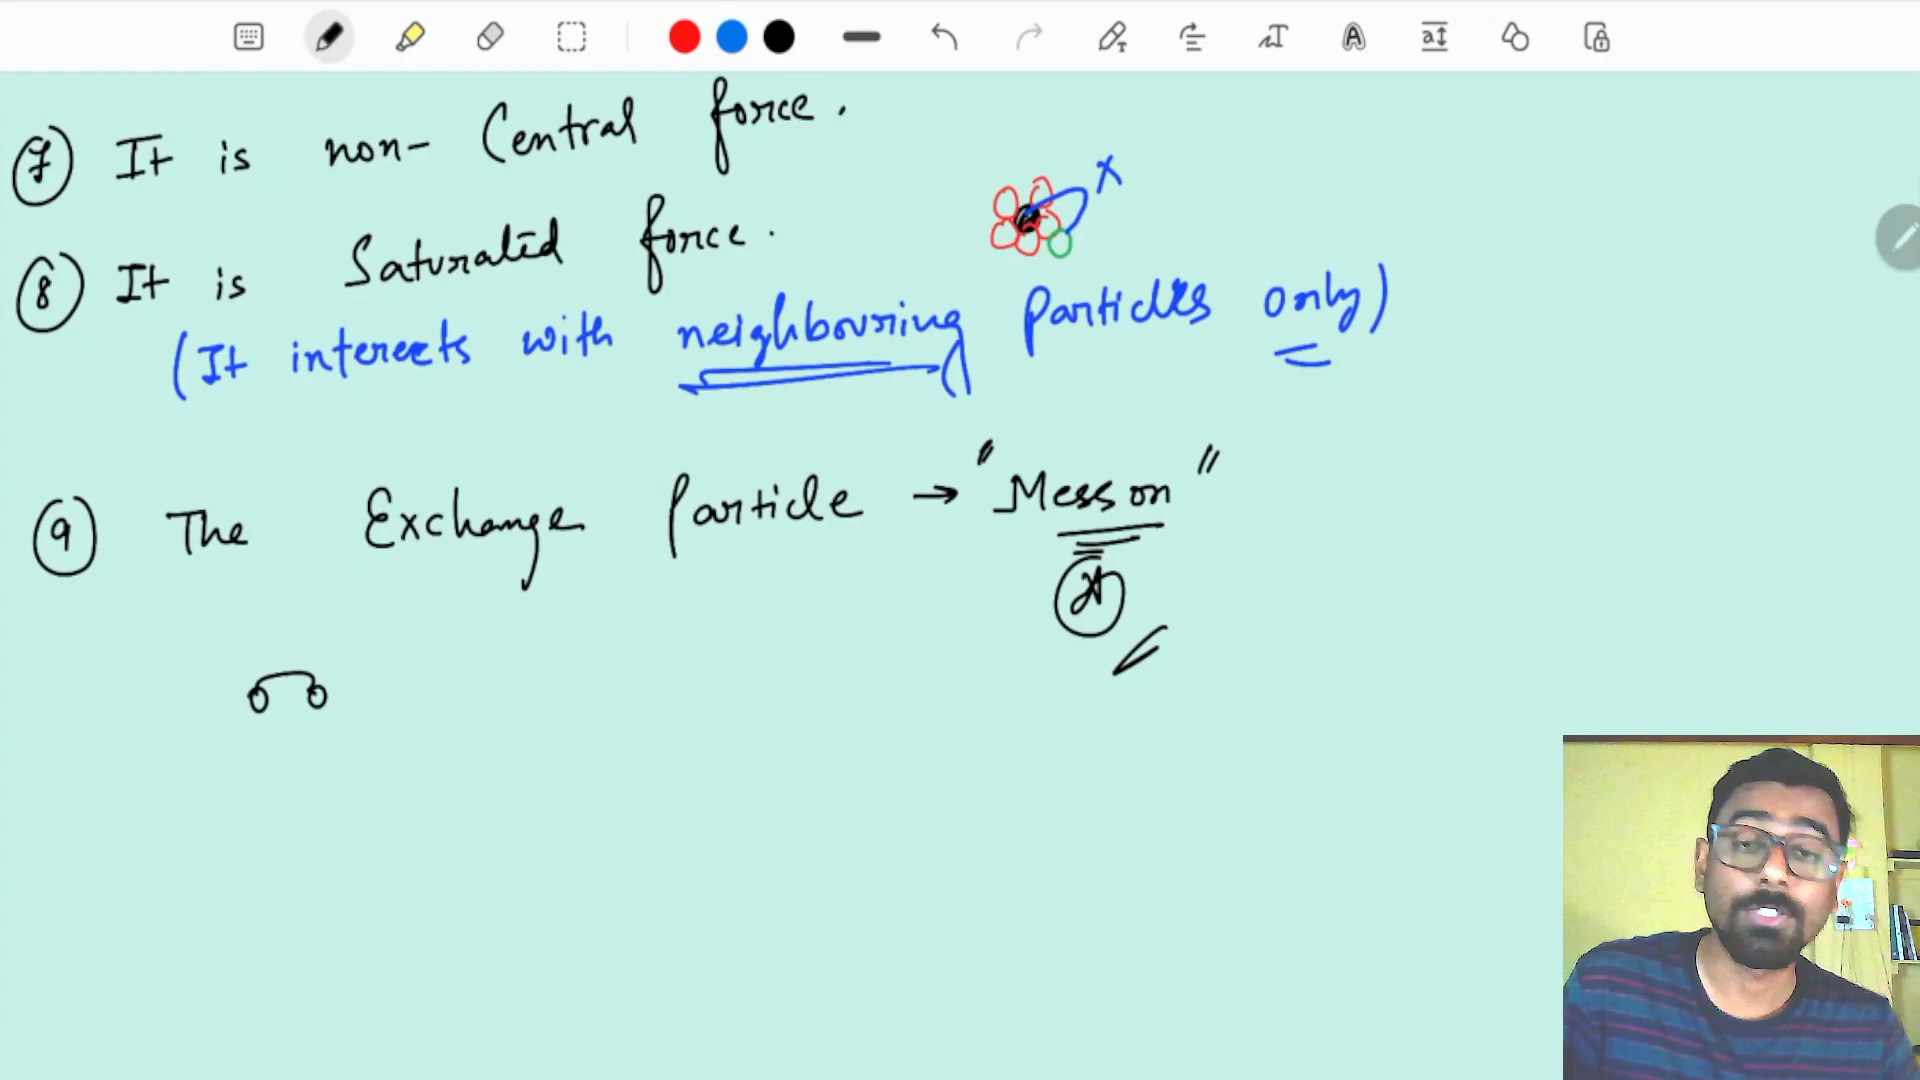 ⑦ It is non- Central force.
X
⑧ It is Saturated force.
(It interects with neighbouring particles only)
⑨ The Exchange Particle → "Messon"